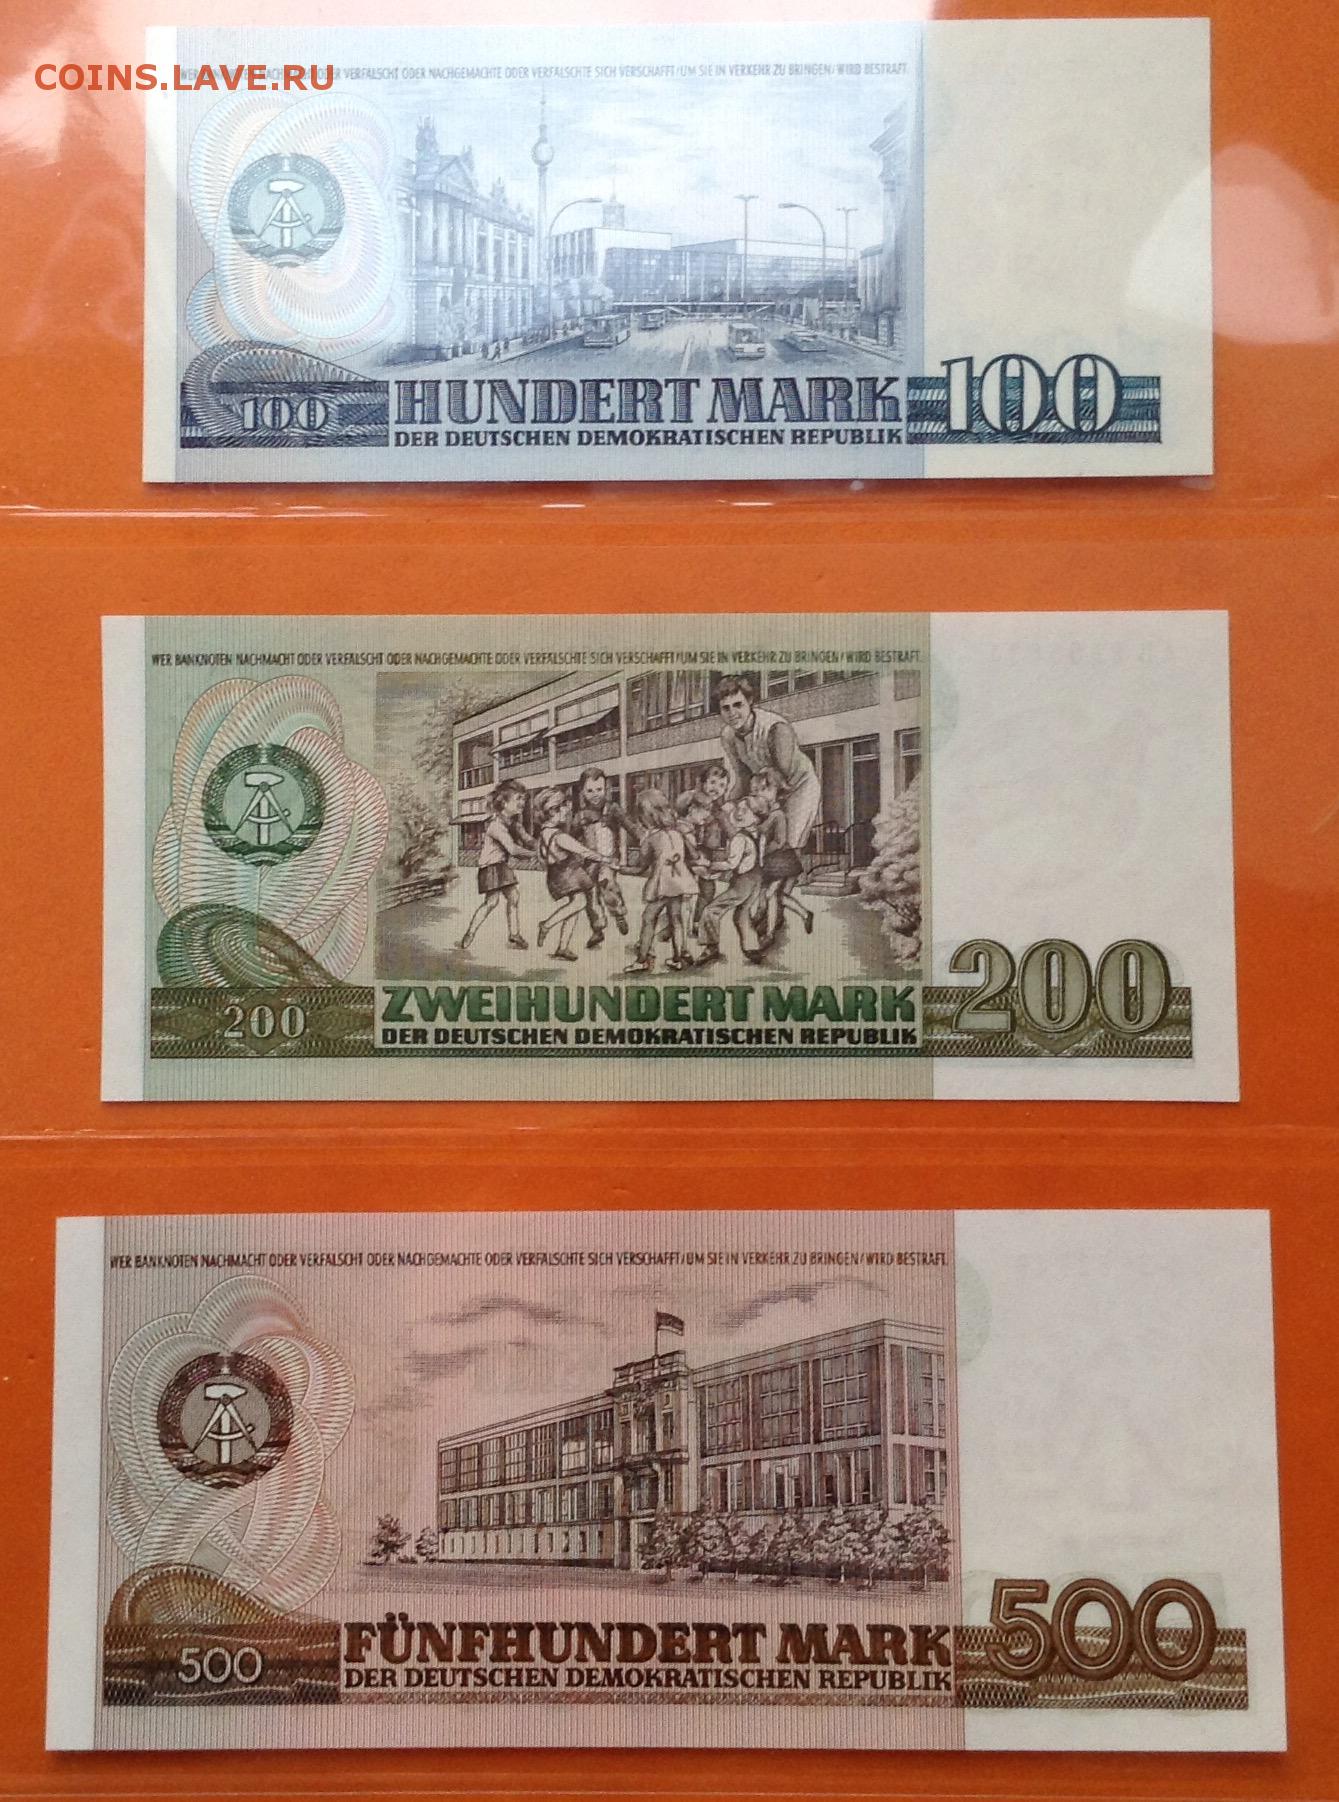 COINS.LAVE.RU
WER BANKNOTEN NACHMACHT ODER VERFÄLSCHT ODER NACHGEMACHTE ODER VERFÄLSCHTE SICH VERSCHAFFT/UM SIE IN VERKEHR ZU BRINGEN/WIRD BESTRAFT.
100 HUNDERT MARK 100
DER DEUTSCHEN DEMOKRATISCHEN REPUBLIK
WER BANKNOTEN NACHMACHT ODER VERFÄLSCHT ODER NACHGEMACHTE ODER VERFÄLSCHTE SICH VERSCHAFFT/UM SIE IN VERKEHR ZU BRINGEN/WIRD BESTRAFT.
200 ZWEIHUNDERT MARK 200
DER DEUTSCHEN DEMOKRATISCHEN REPUBLIK
WER BANKNOTEN NACHMACHT ODER VERFÄLSCHT ODER NACHGEMACHTE ODER VERFÄLSCHTE SICH VERSCHAFFT/UM SIE IN VERKEHR ZU BRINGEN/WIRD BESTRAFT.
500 FÜNFHUNDERT MARK 500
DER DEUTSCHEN DEMOKRATISCHEN REPUBLIK